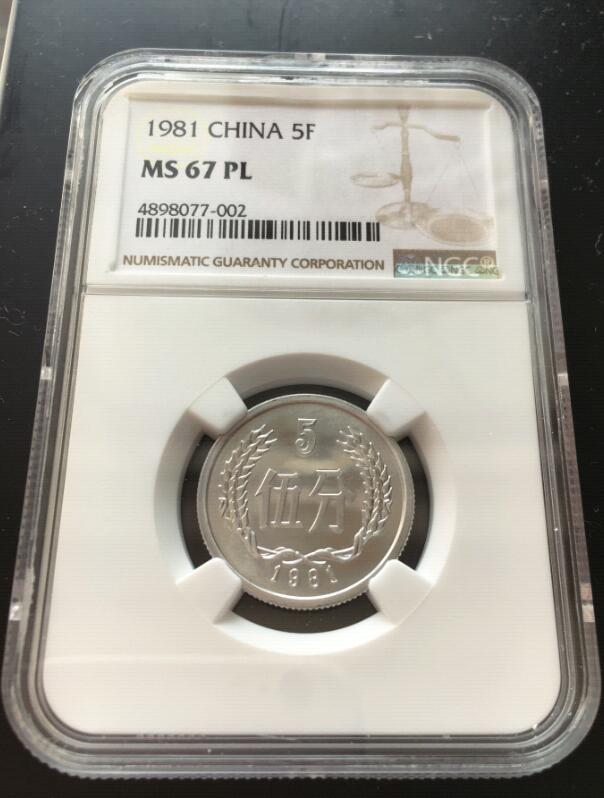 1981 CHINA 5F
MS 67 PL
4898077-002
NUMISMATIC GUARANTY CORPORATION
NGC®
5
伍分
1981